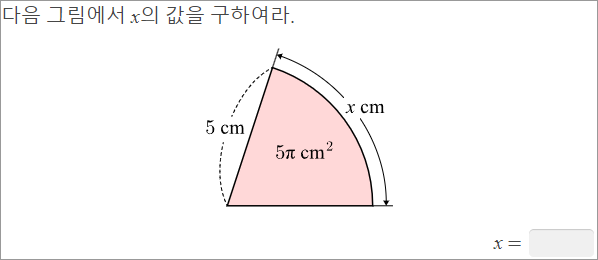 다음 그림에서 x의 값을 구하여라.
x cm
5 cm
5π cm²
x =